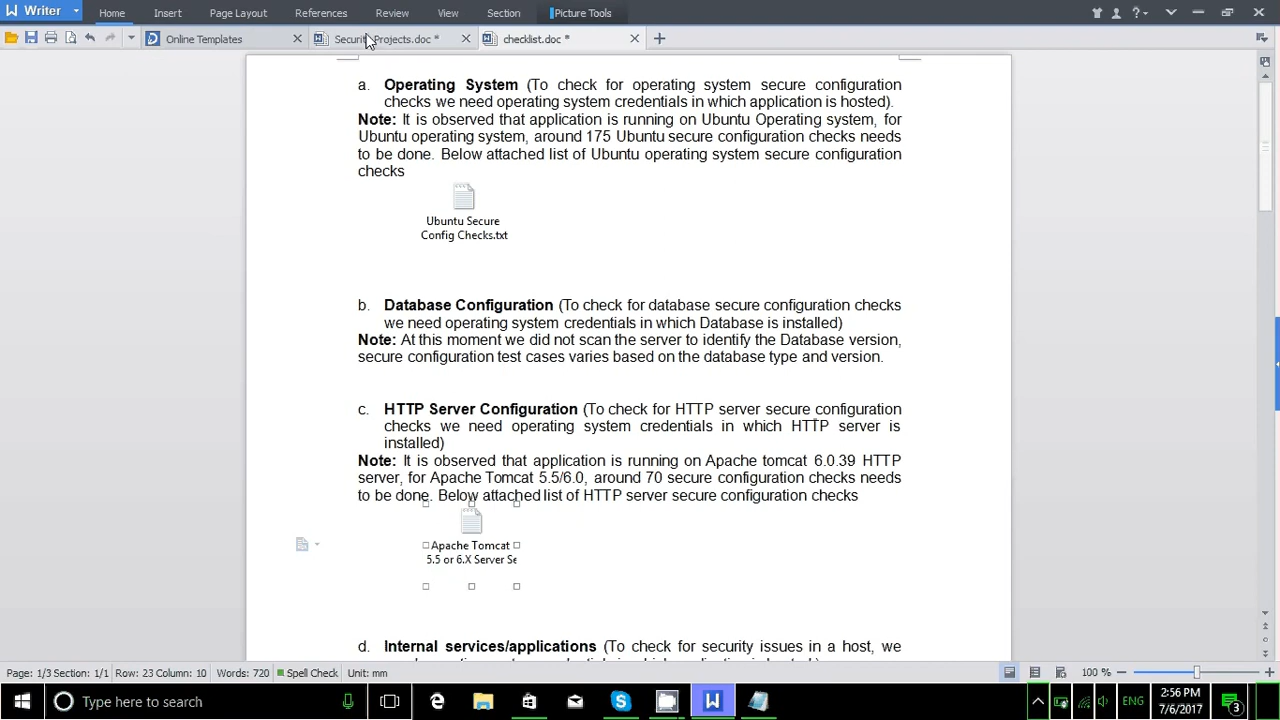 Writer
Home Insert Page Layout References Review View Section Picture Tools
Online Templates Securit Projects.doc * checklist.doc *
a. Operating System (To check for operating system secure configuration
checks we need operating system credentials in which application is hosted).
Note: It is observed that application is running on Ubuntu Operating system, for
Ubuntu operating system, around 175 Ubuntu secure configuration checks needs
to be done. Below attached list of Ubuntu operating system secure configuration
checks
Ubuntu Secure
Config Checks.txt
b. Database Configuration (To check for database secure configuration checks
we need operating system credentials in which Database is installed)
Note: At this moment we did not scan the server to identify the Database version,
secure configuration test cases varies based on the database type and version.
c. HTTP Server Configuration (To check for HTTP server secure configuration
checks we need operating system credentials in which HTTP server is
installed)
Note: It is observed that application is running on Apache tomcat 6.0.39 HTTP
server, for Apache Tomcat 5.5/6.0, around 70 secure configuration checks needs
to be done. Below attached list of HTTP server secure configuration checks
Apache Tomcat
5.5 or 6.X Server Se
d. Internal services/applications (To check for security issues in a host, we
Page: 1/3 Section: 1/1 Row: 23 Column: 10 Words: 720 Spell Check Unit: mm 100 %
Type here to search
ENG
2:56 PM
7/6/2017
3